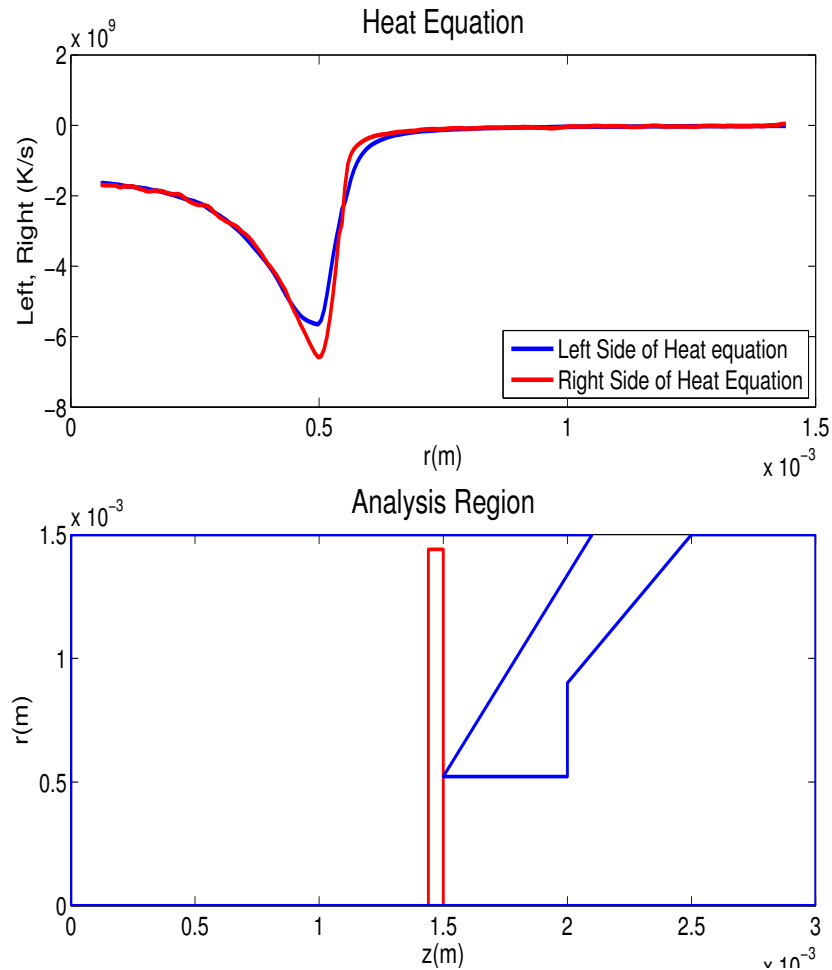 Heat Equation
x 10^9
2
0
−2
−4
−6
−8
Left, Right (K/s)
Left Side of Heat equation
Right Side of Heat Equation
0
0.5
1
1.5
r(m)
x 10^−3
Analysis Region
x 10^−3
1.5
1
0.5
0
r(m)
0
0.5
1
1.5
2
2.5
3
z(m)
x 10^−3